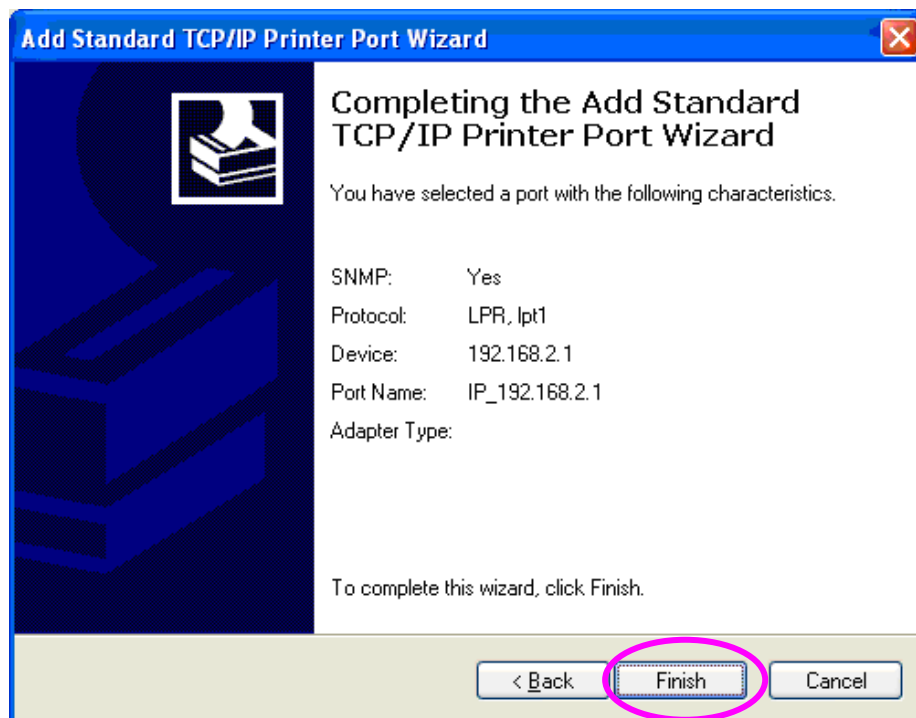 Add Standard TCP/IP Printer Port Wizard
Completing the Add Standard
TCP/IP Printer Port Wizard
You have selected a port with the following characteristics.
SNMP: Yes
Protocol: LPR, lpt1
Device: 192.168.2.1
Port Name: IP_192.168.2.1
Adapter Type:
To complete this wizard, click Finish.
< Back Finish Cancel